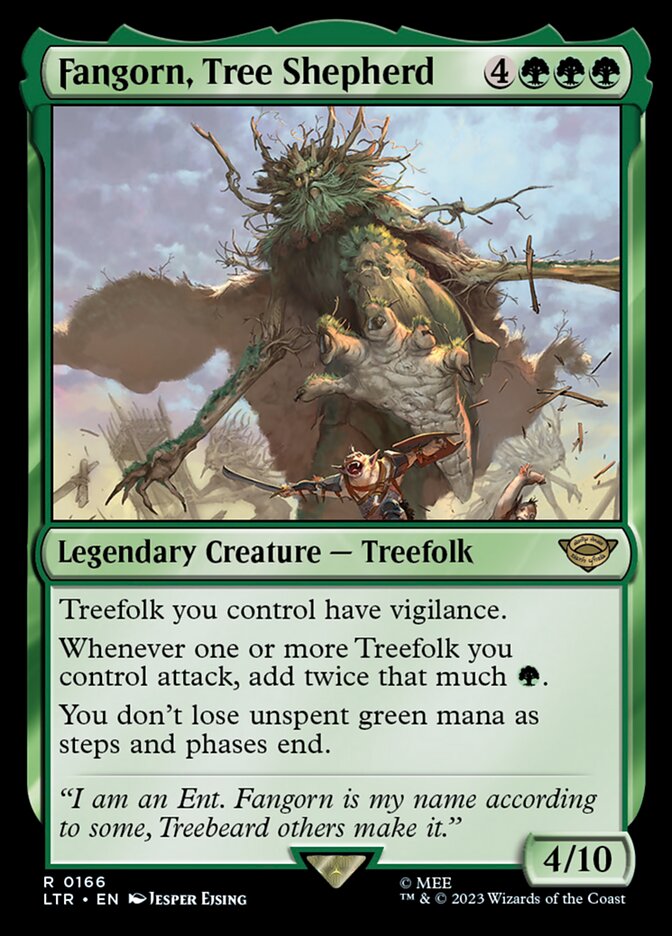 Fangorn, Tree Shepherd 4
Legendary Creature — Treefolk
Treefolk you control have vigilance.
Whenever one or more Treefolk you
control attack, add twice that much .
You don't lose unspent green mana as
steps and phases end.
“I am an Ent. Fangorn is my name according
to some, Treebeard others make it.”
4/10
R 0166
LTR • EN Jesper Ejsing
© MEE
™ & © 2023 Wizards of the Coast